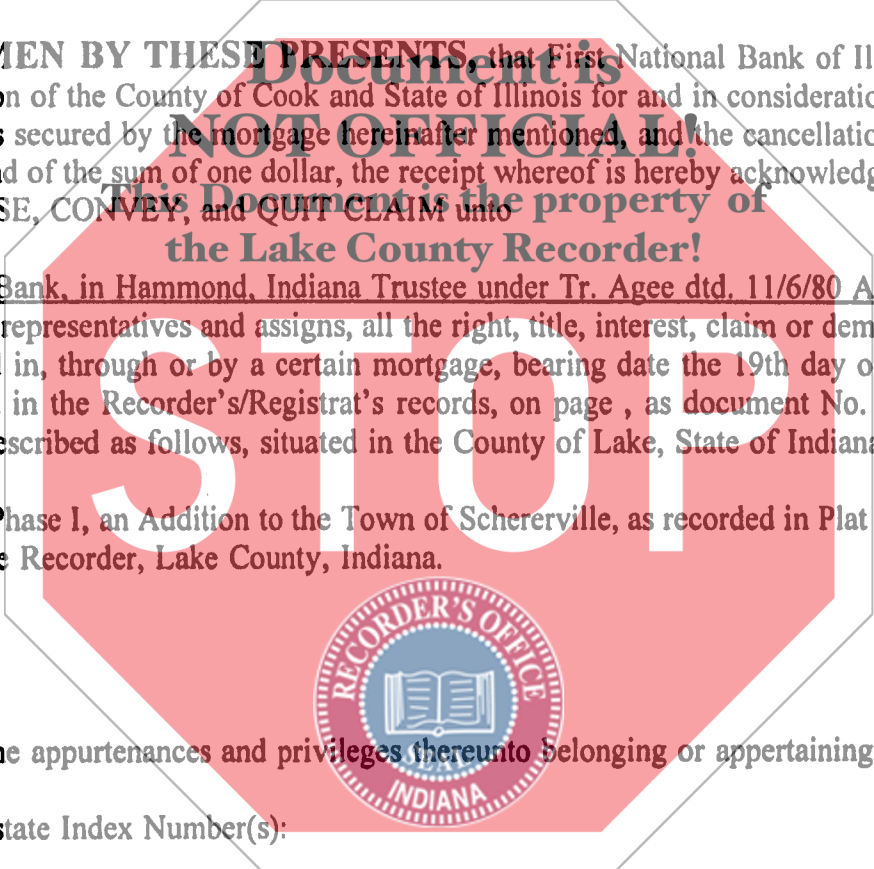 MEN BY THESE PRESENTS, that First National Bank of Il
Document is
on of the County of Cook and State of Illinois for and in consideratio
s secured by the mortgage hereinafter mentioned, and the cancellatio
NOT OFFICIAL!
d of the sum of one dollar, the receipt whereof is hereby acknowledg
SE, CONVEY, and QUIT CLAIM unto
This Document is the property of
the Lake County Recorder!
Bank, in Hammond, Indiana Trustee under Tr. Agee dtd. 11/6/80 A
representatives and assigns, all the right, title, interest, claim or dem
in, through or by a certain mortgage, bearing date the 19th day o
in the Recorder's/Registrat's records, on page , as document No.
escribed as follows, situated in the County of Lake, State of Indiana
STOP
Phase I, an Addition to the Town of Schererville, as recorded in Plat
e Recorder, Lake County, Indiana.
RECORDER'S OFFICE
e appurtenances and privileges thereunto belonging or appertaining
SEAL
INDIANA
state Index Number(s):